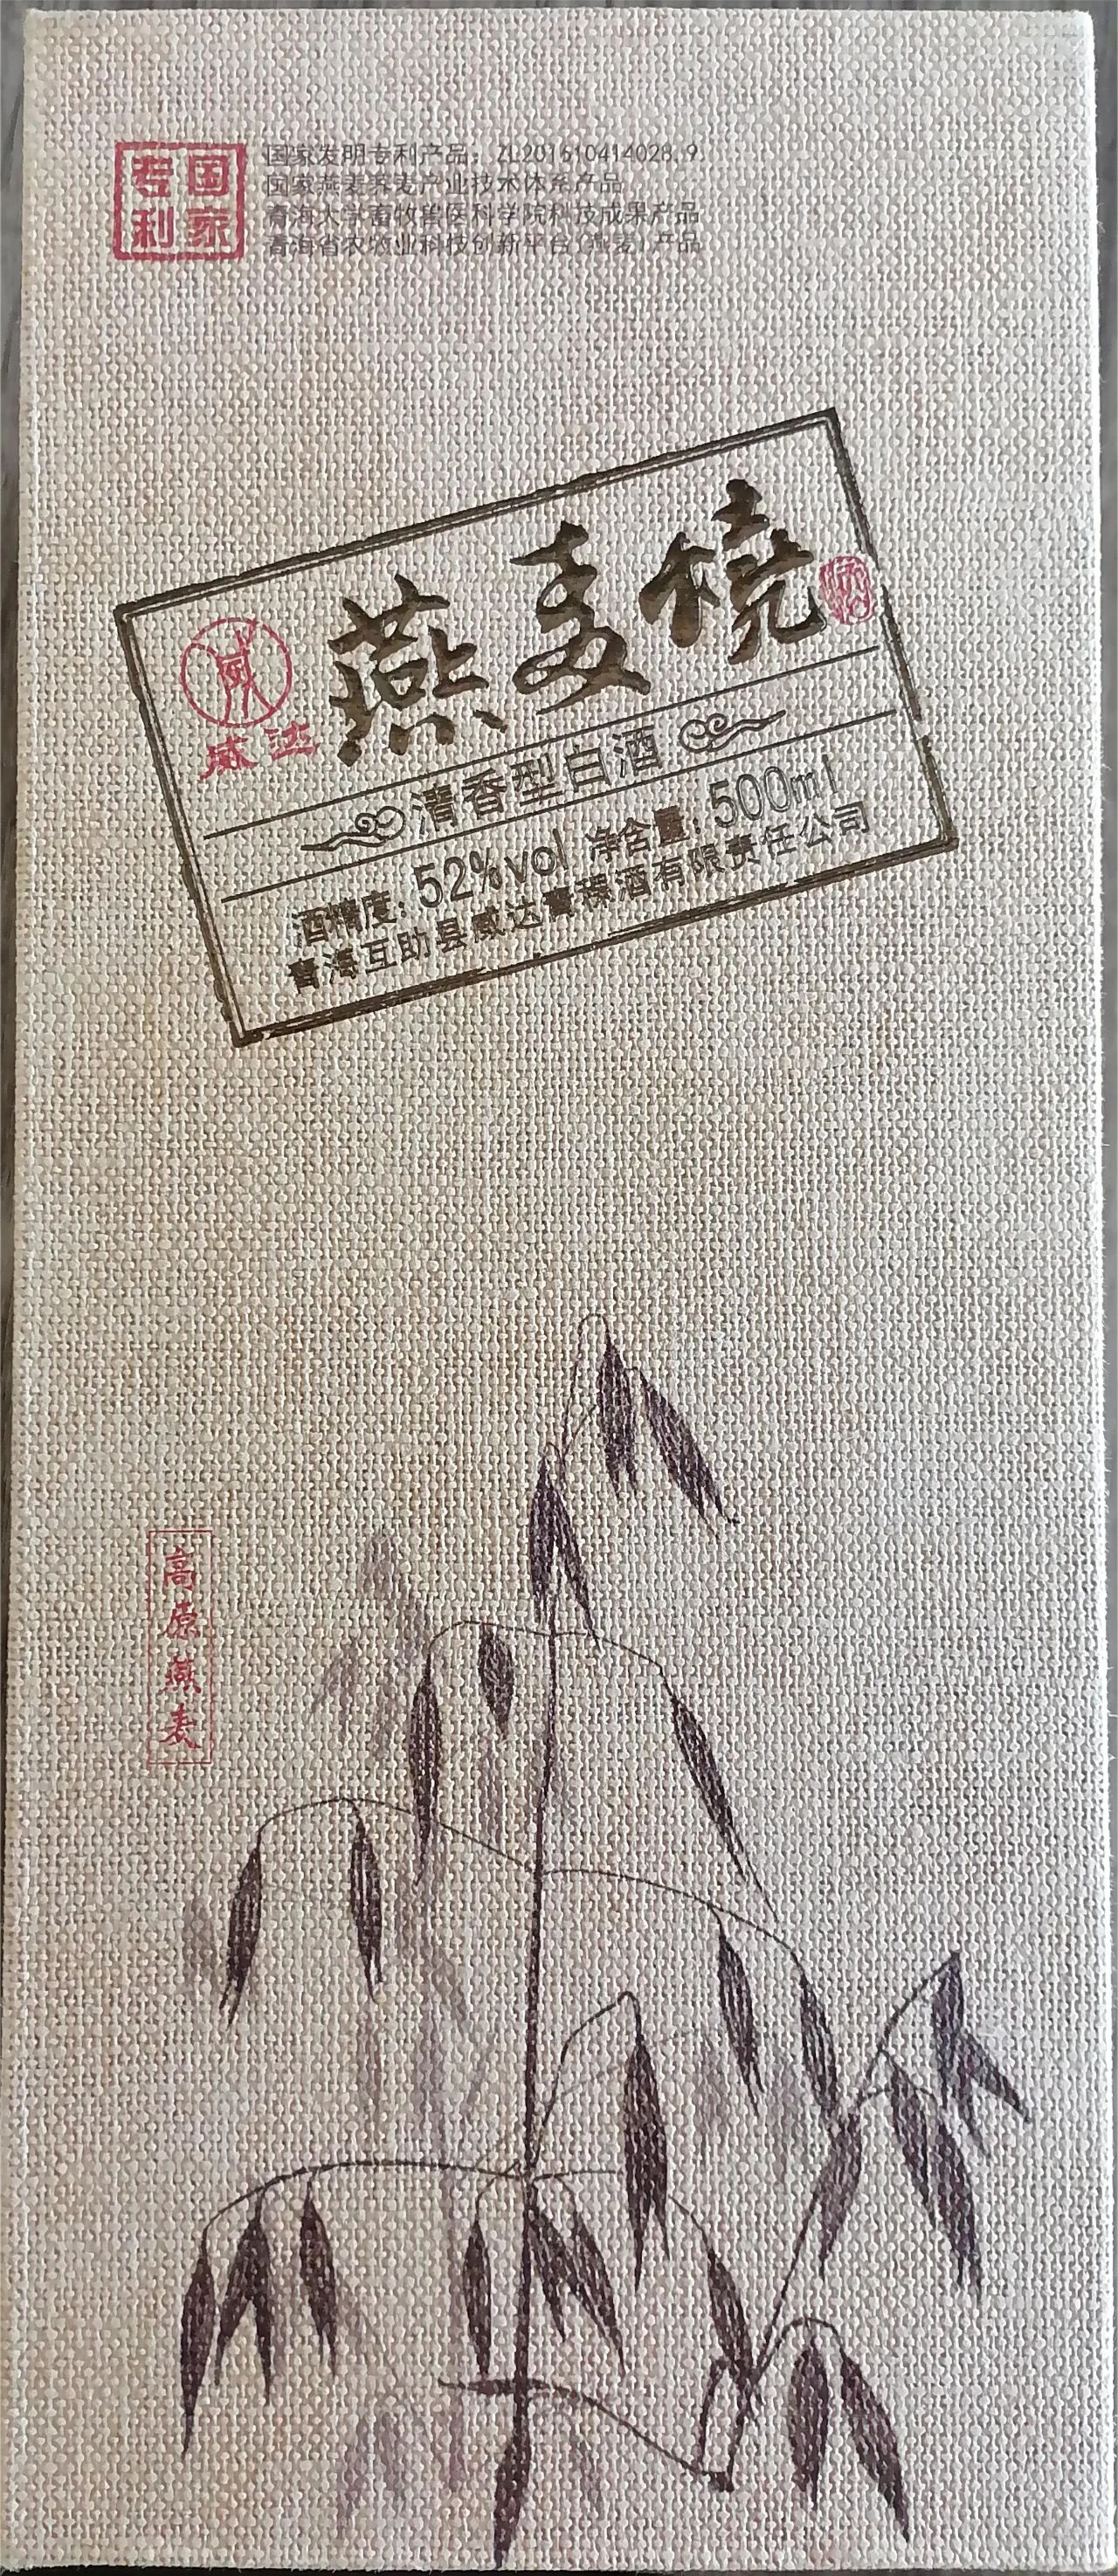 国家
专利
国家发明专利产品：ZL201610414028.9
国家燕麦荞麦产业技术体系产品
青海大学畜牧兽医科学院科技成果产品
青海省农牧业科技创新平台(燕麦)产品
威
威达
燕麦燒
清香型白酒
酒精度：52%vol 净含量：500ml
青海互助县威达青稞酒有限责任公司
高原燕麦